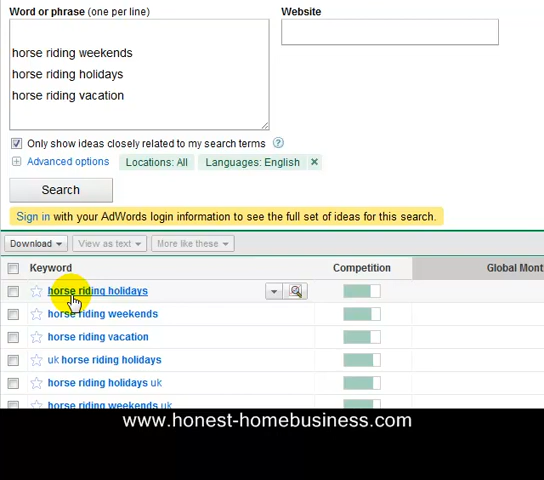 Word or phrase (one per line) Website
horse riding weekends
horse riding holidays
horse riding vacation
Only show ideas closely related to my search terms ?
Advanced options Locations: All Languages: English ×
Search
Sign in with your AdWords login information to see the full set of ideas for this search.
Download View as text More like these
Keyword Competition Global Mont
horse riding holidays
horse riding weekends
horse riding vacation
uk horse riding holidays
horse riding holidays uk
horse riding weekends uk
www.honest-homebusiness.com